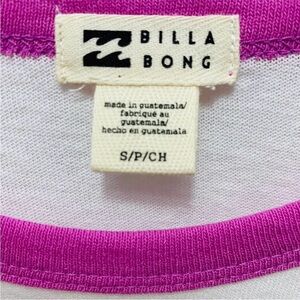 BILLA
BONG
made in guatemala/
fabriqué au
guatemala/
hecho en guatemala
S/P/CH